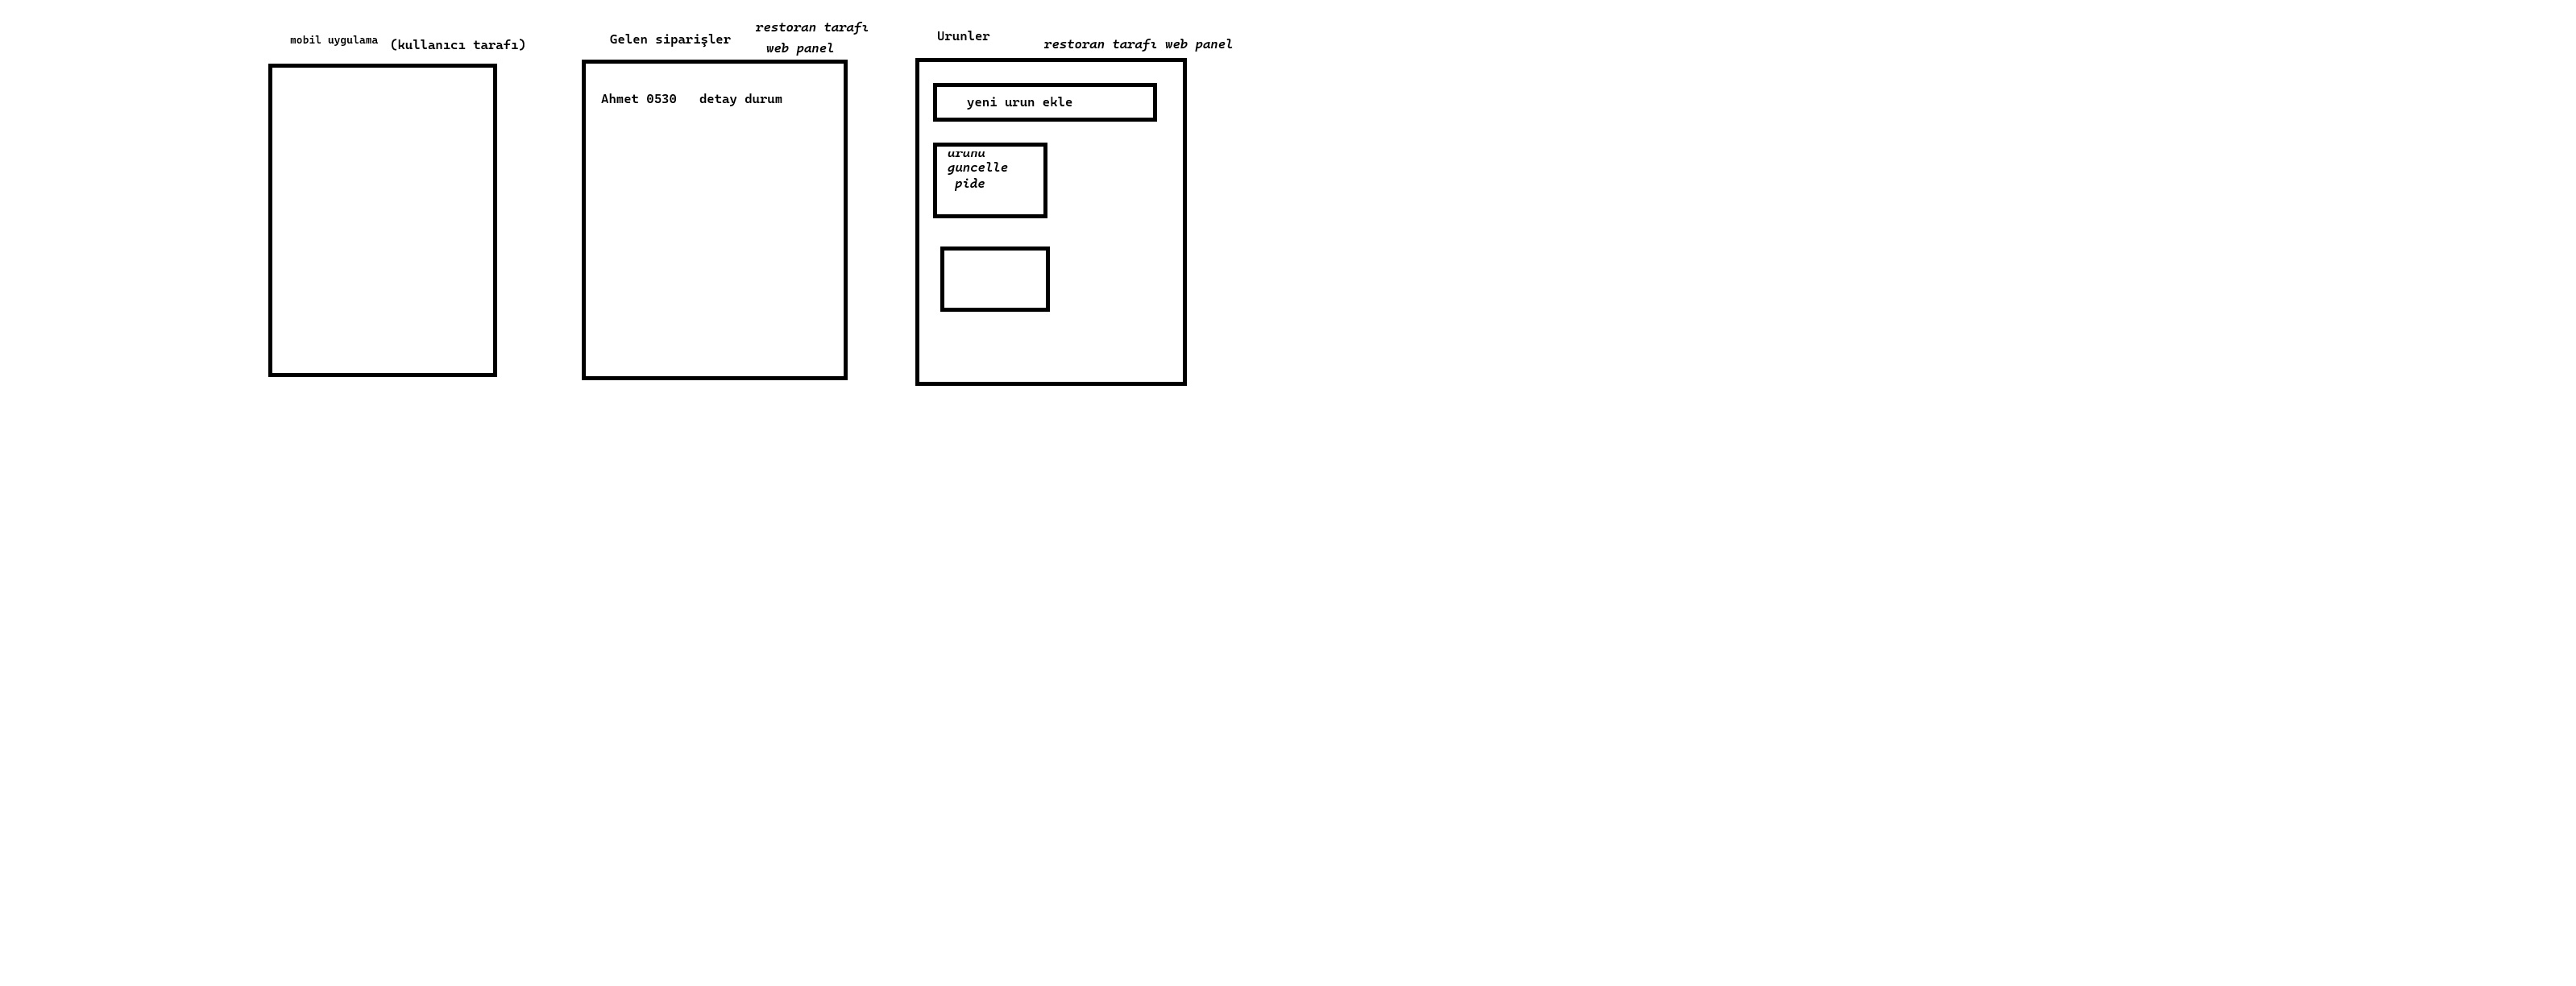 mobil uygulama (kullanıcı tarafı)
Gelen siparişler
restoran tarafı
web panel
Ahmet 0530 detay durum
Urunler
restoran tarafı web panel
yeni urun ekle
urunu
guncelle
pide